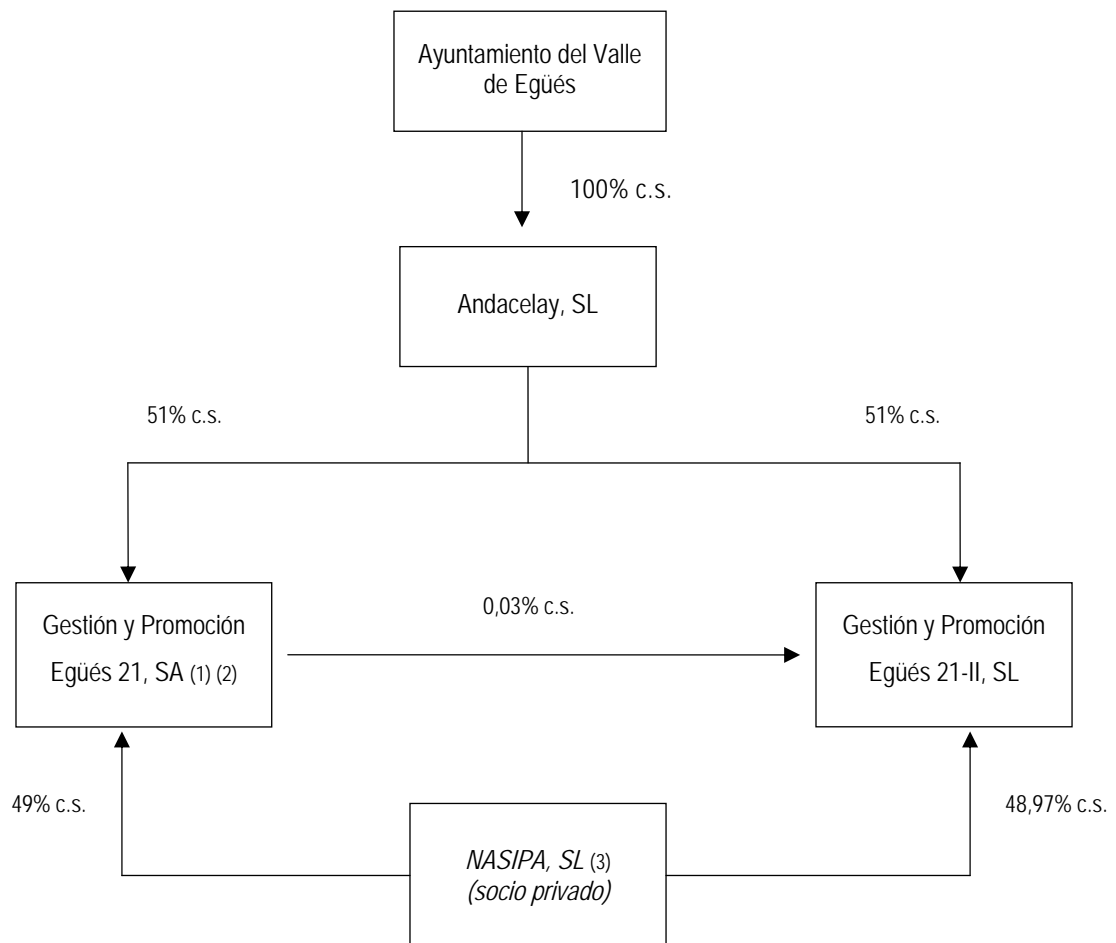 Ayuntamiento del Valle
de Egüés
100% c.s.
Andacelay, SL
51% c.s.
51% c.s.
Gestión y Promoción
Egüés 21, SA (1) (2)
0,03% c.s.
Gestión y Promoción
Egüés 21-II, SL
49% c.s.
NASIPA, SL (3)
(socio privado)
48,97% c.s.